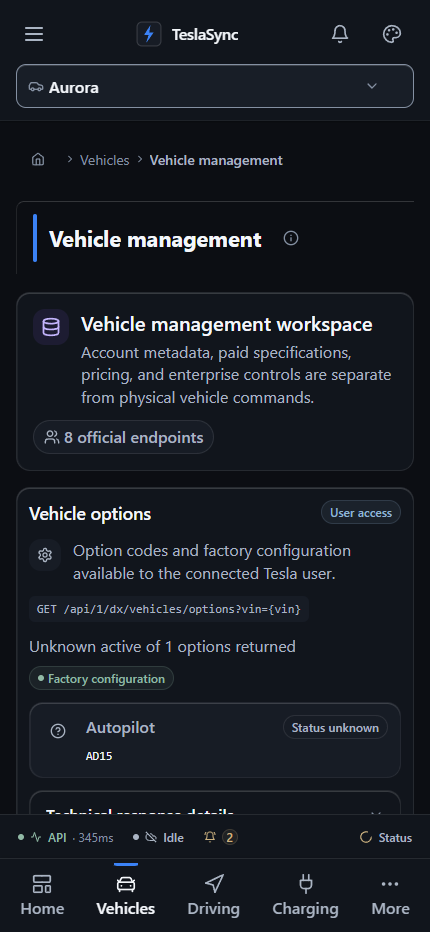 TeslaSync
Aurora
Vehicles
Vehicle management
Vehicle management
Vehicle management workspace
Account metadata, paid specifications,
pricing, and enterprise controls are separate
from physical vehicle commands.
8 official endpoints
Vehicle options
User access
Option codes and factory configuration
available to the connected Tesla user.
GET /api/1/dx/vehicles/options?vin={vin}
Unknown active of 1 options returned
Factory configuration
Autopilot
Status unknown
AD15
Technical response details
API · 345ms
Idle
2
Status
Home
Vehicles
Driving
Charging
More